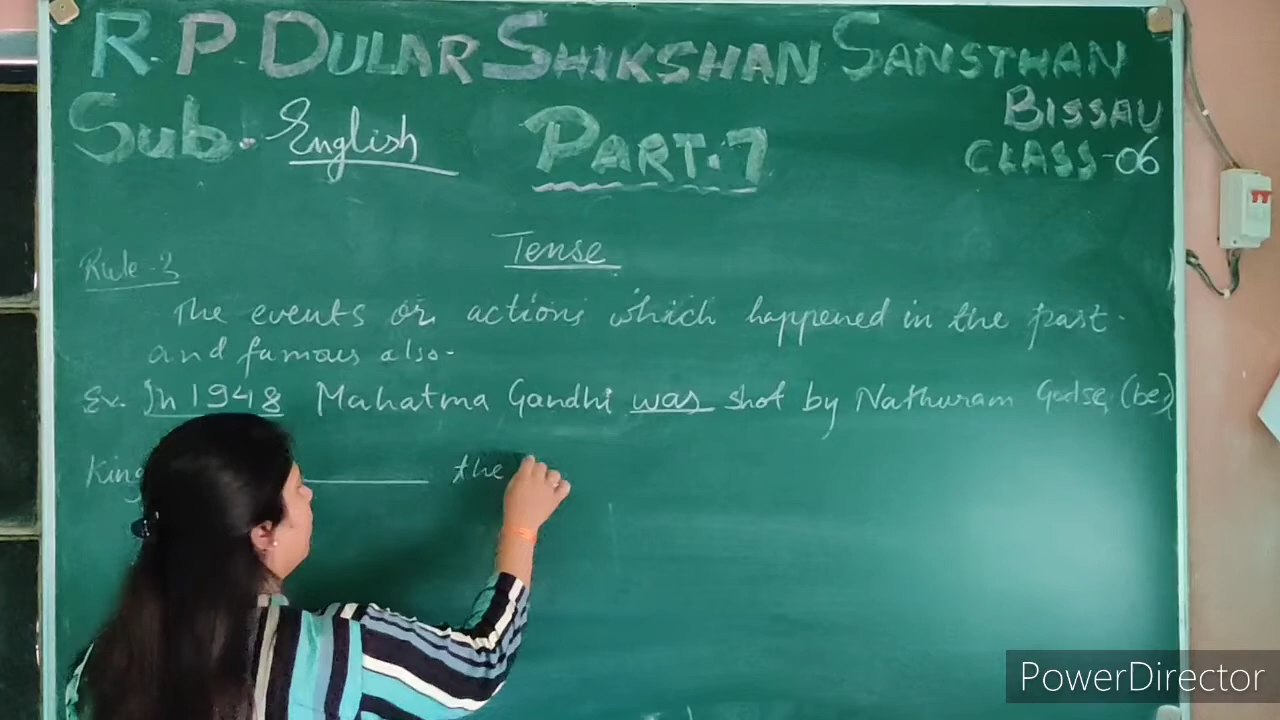 R.P. DULAR SHIKSHAN SANSTHAN
BISSAU
Sub. English PART.7
CLASS-06
Tense
Rule-3
The events or actions which happened in the past.
and famous also.
Ex. In 1948 Mahatma Gandhi was shot by Nathuram Godse, (be)
King the
PowerDirector